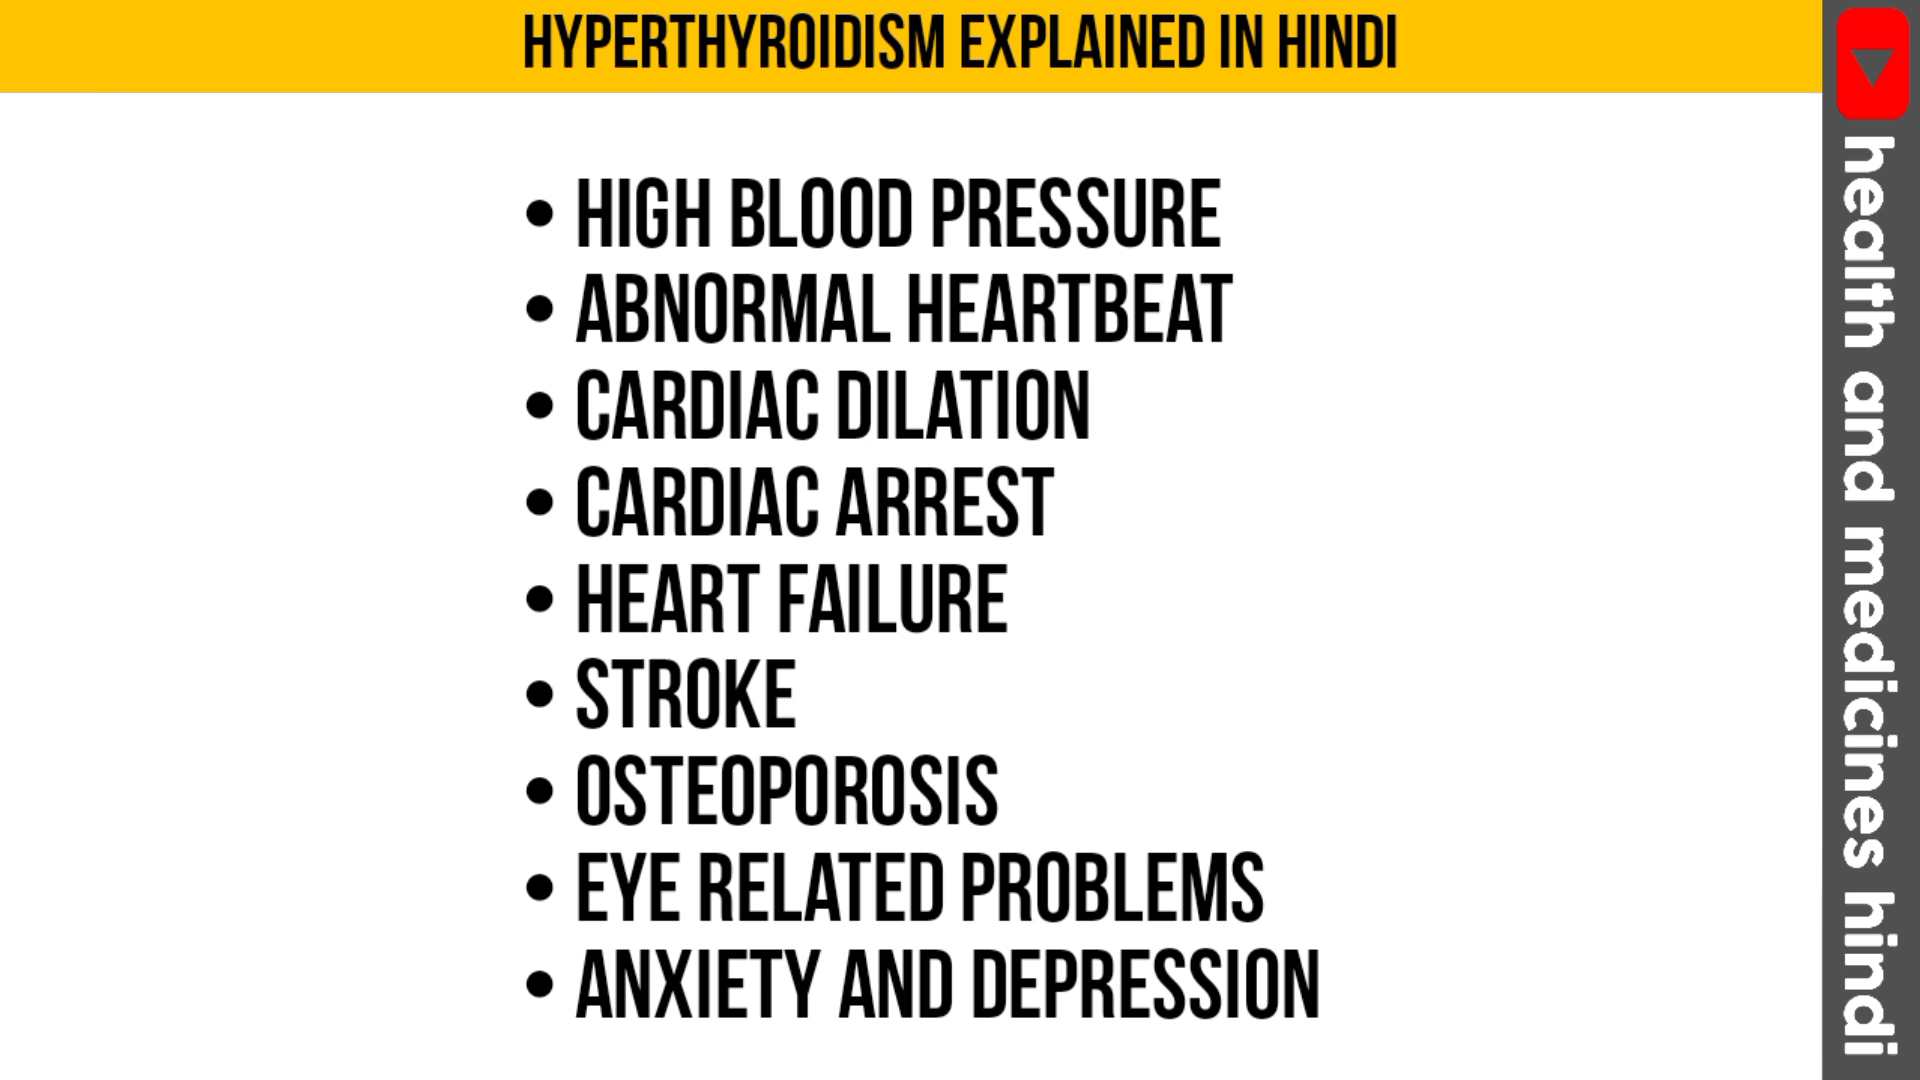 HYPERTHYROIDISM EXPLAINED IN HINDI
• HIGH BLOOD PRESSURE
• ABNORMAL HEARTBEAT
• CARDIAC DILATION
• CARDIAC ARREST
• HEART FAILURE
• STROKE
• OSTEOPOROSIS
• EYE RELATED PROBLEMS
• ANXIETY AND DEPRESSION
health and medicines hindi